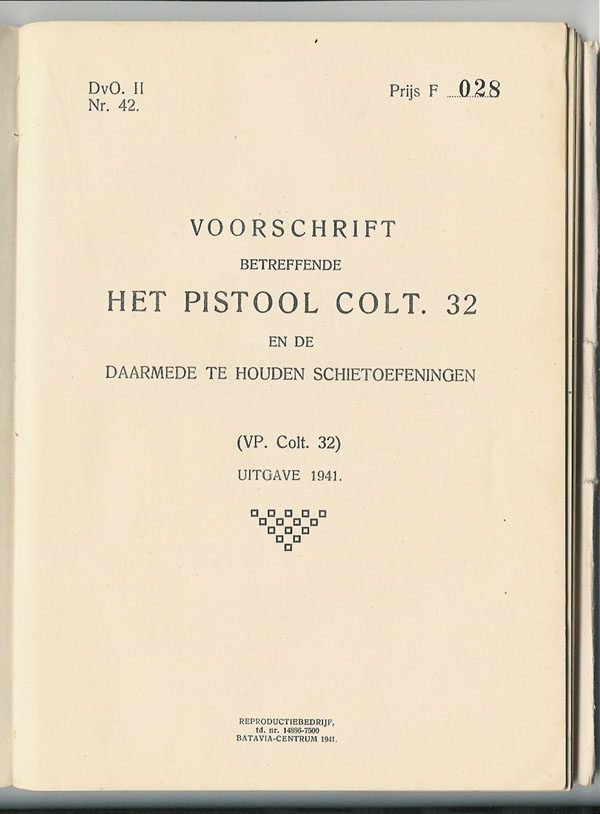 DvO. II
Nr. 42.
Prijs F 028
VOORSCHRIFT
BETREFFENDE
HET PISTOOL COLT. 32
EN DE
DAARMEDE TE HOUDEN SCHIETOEFENINGEN
(VP. Colt. 32)
UITGAVE 1941.
REPRODUCTIEBEDRIJF,
td. nr. 14886-7500
BATAVIA-CENTRUM 1941.